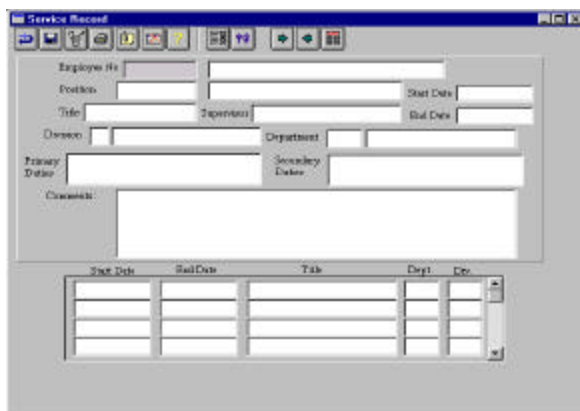 Service Record
Employee No
Position Start Date
Title Supervisor End Date
Division Department
Primary Duties Secondary Duties
Comments
Start Date End Date Title Dept. Div.